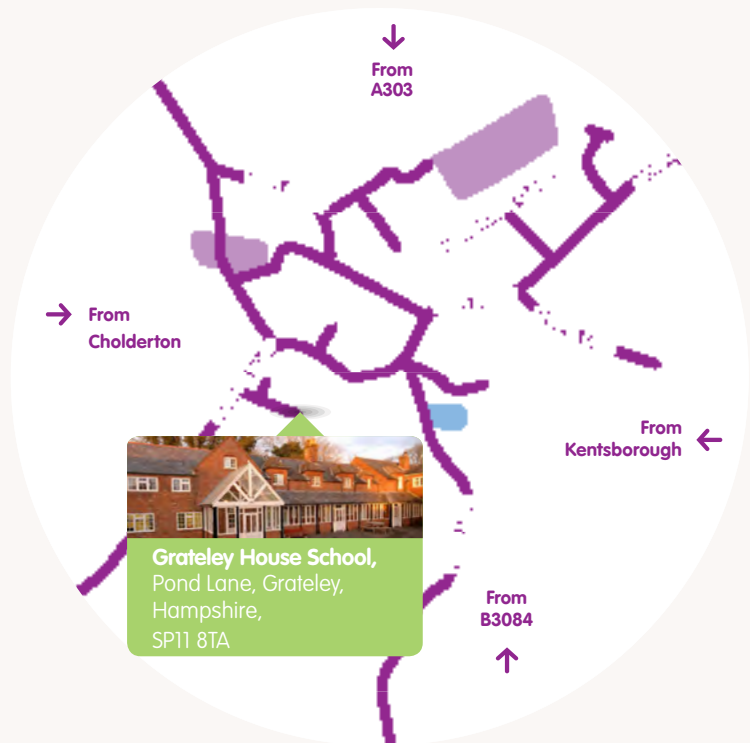 From
A303
From
Cholderton
From
Kentsborough
Grateley House School,
Pond Lane, Grateley,
Hampshire,
SP11 8TA
From
B3084